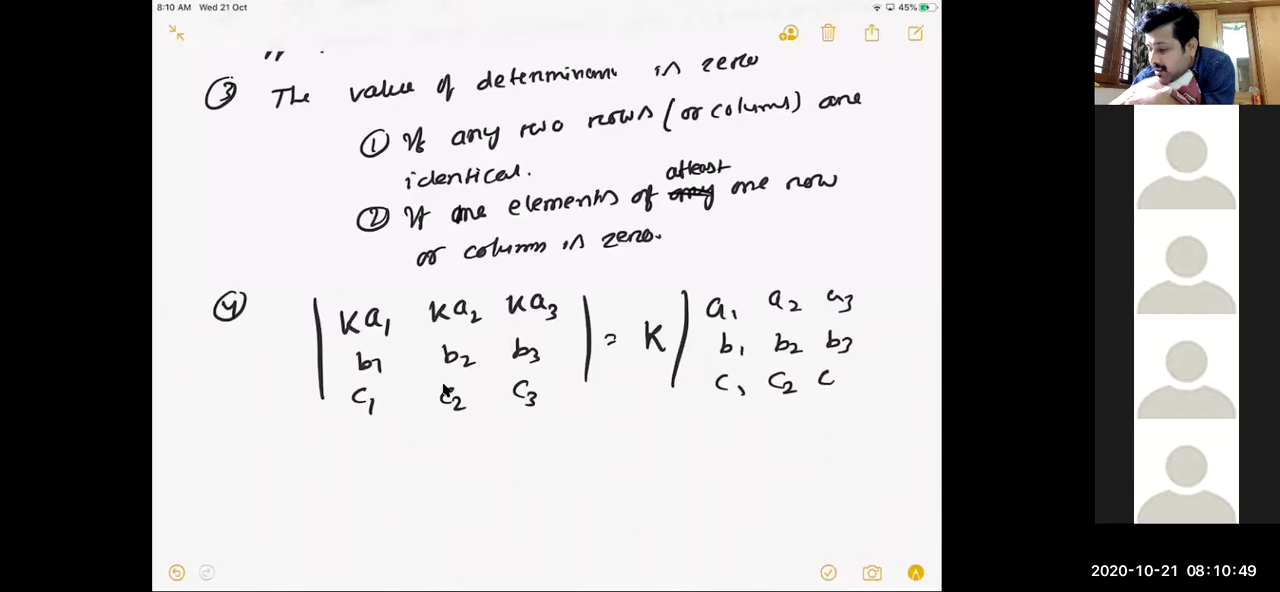 8:10 AM Wed 21 Oct
45%
③ The value of determinant is zero
① If any two rows (or columns) are
identical.
atleast
② If the elements of any one row
or column is zero.
④ | ka₁ ka₂ ka₃ | = k | a₁ a₂ a₃
b₁ b₂ b₃ b₁ b₂ b₃
c₁ c₂ c₃ c₁ c₂ c
2020-10-21 08:10:49